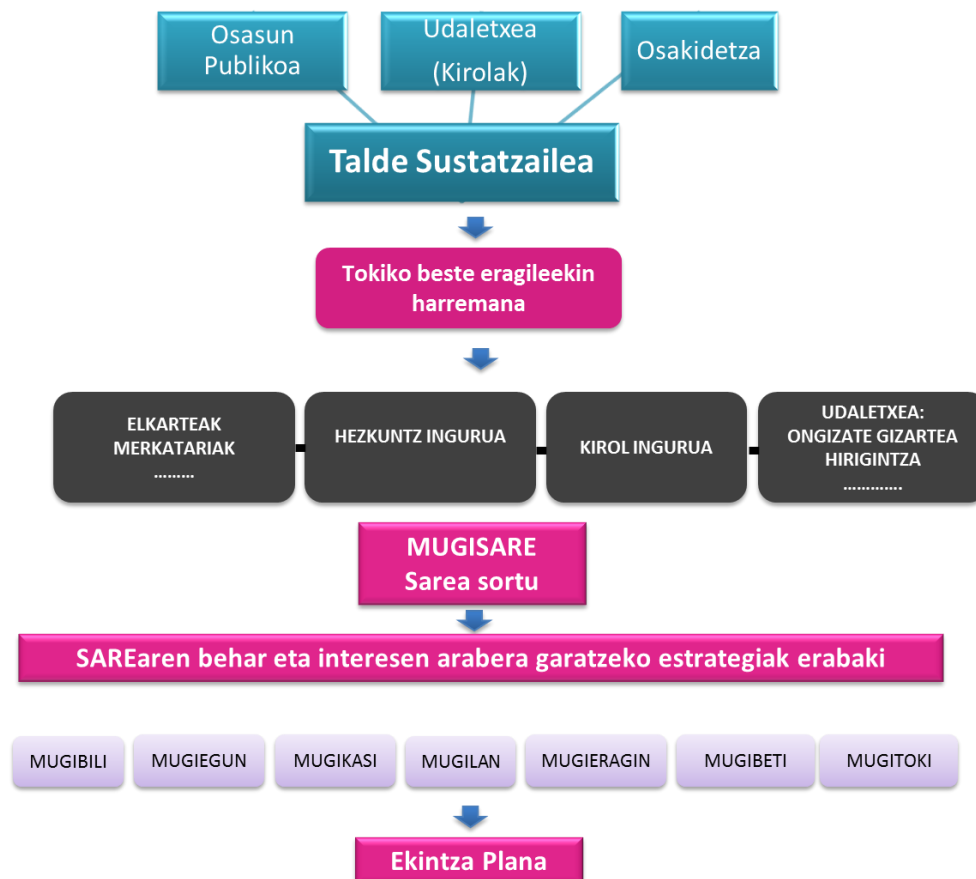 Osasun
Publikoa
Udaletxea
(Kirolak)
Osakidetza
Talde Sustatzailea
Tokiko beste eragileekin
harremana
ELKARTEAK
MERKATARIAK
………
HEZKUNTZ INGURUA
KIROL INGURUA
UDALETXEA:
ONGIZATE GIZARTEA
HIRIGINTZA
………….
MUGISARE
Sarea sortu
SAREaren behar eta interesen arabera garatzeko estrategiak erabaki
MUGIBILI
MUGIEGUN
MUGIKASI
MUGILAN
MUGIERAGIN
MUGIBETI
MUGITOKI
Ekintza Plana